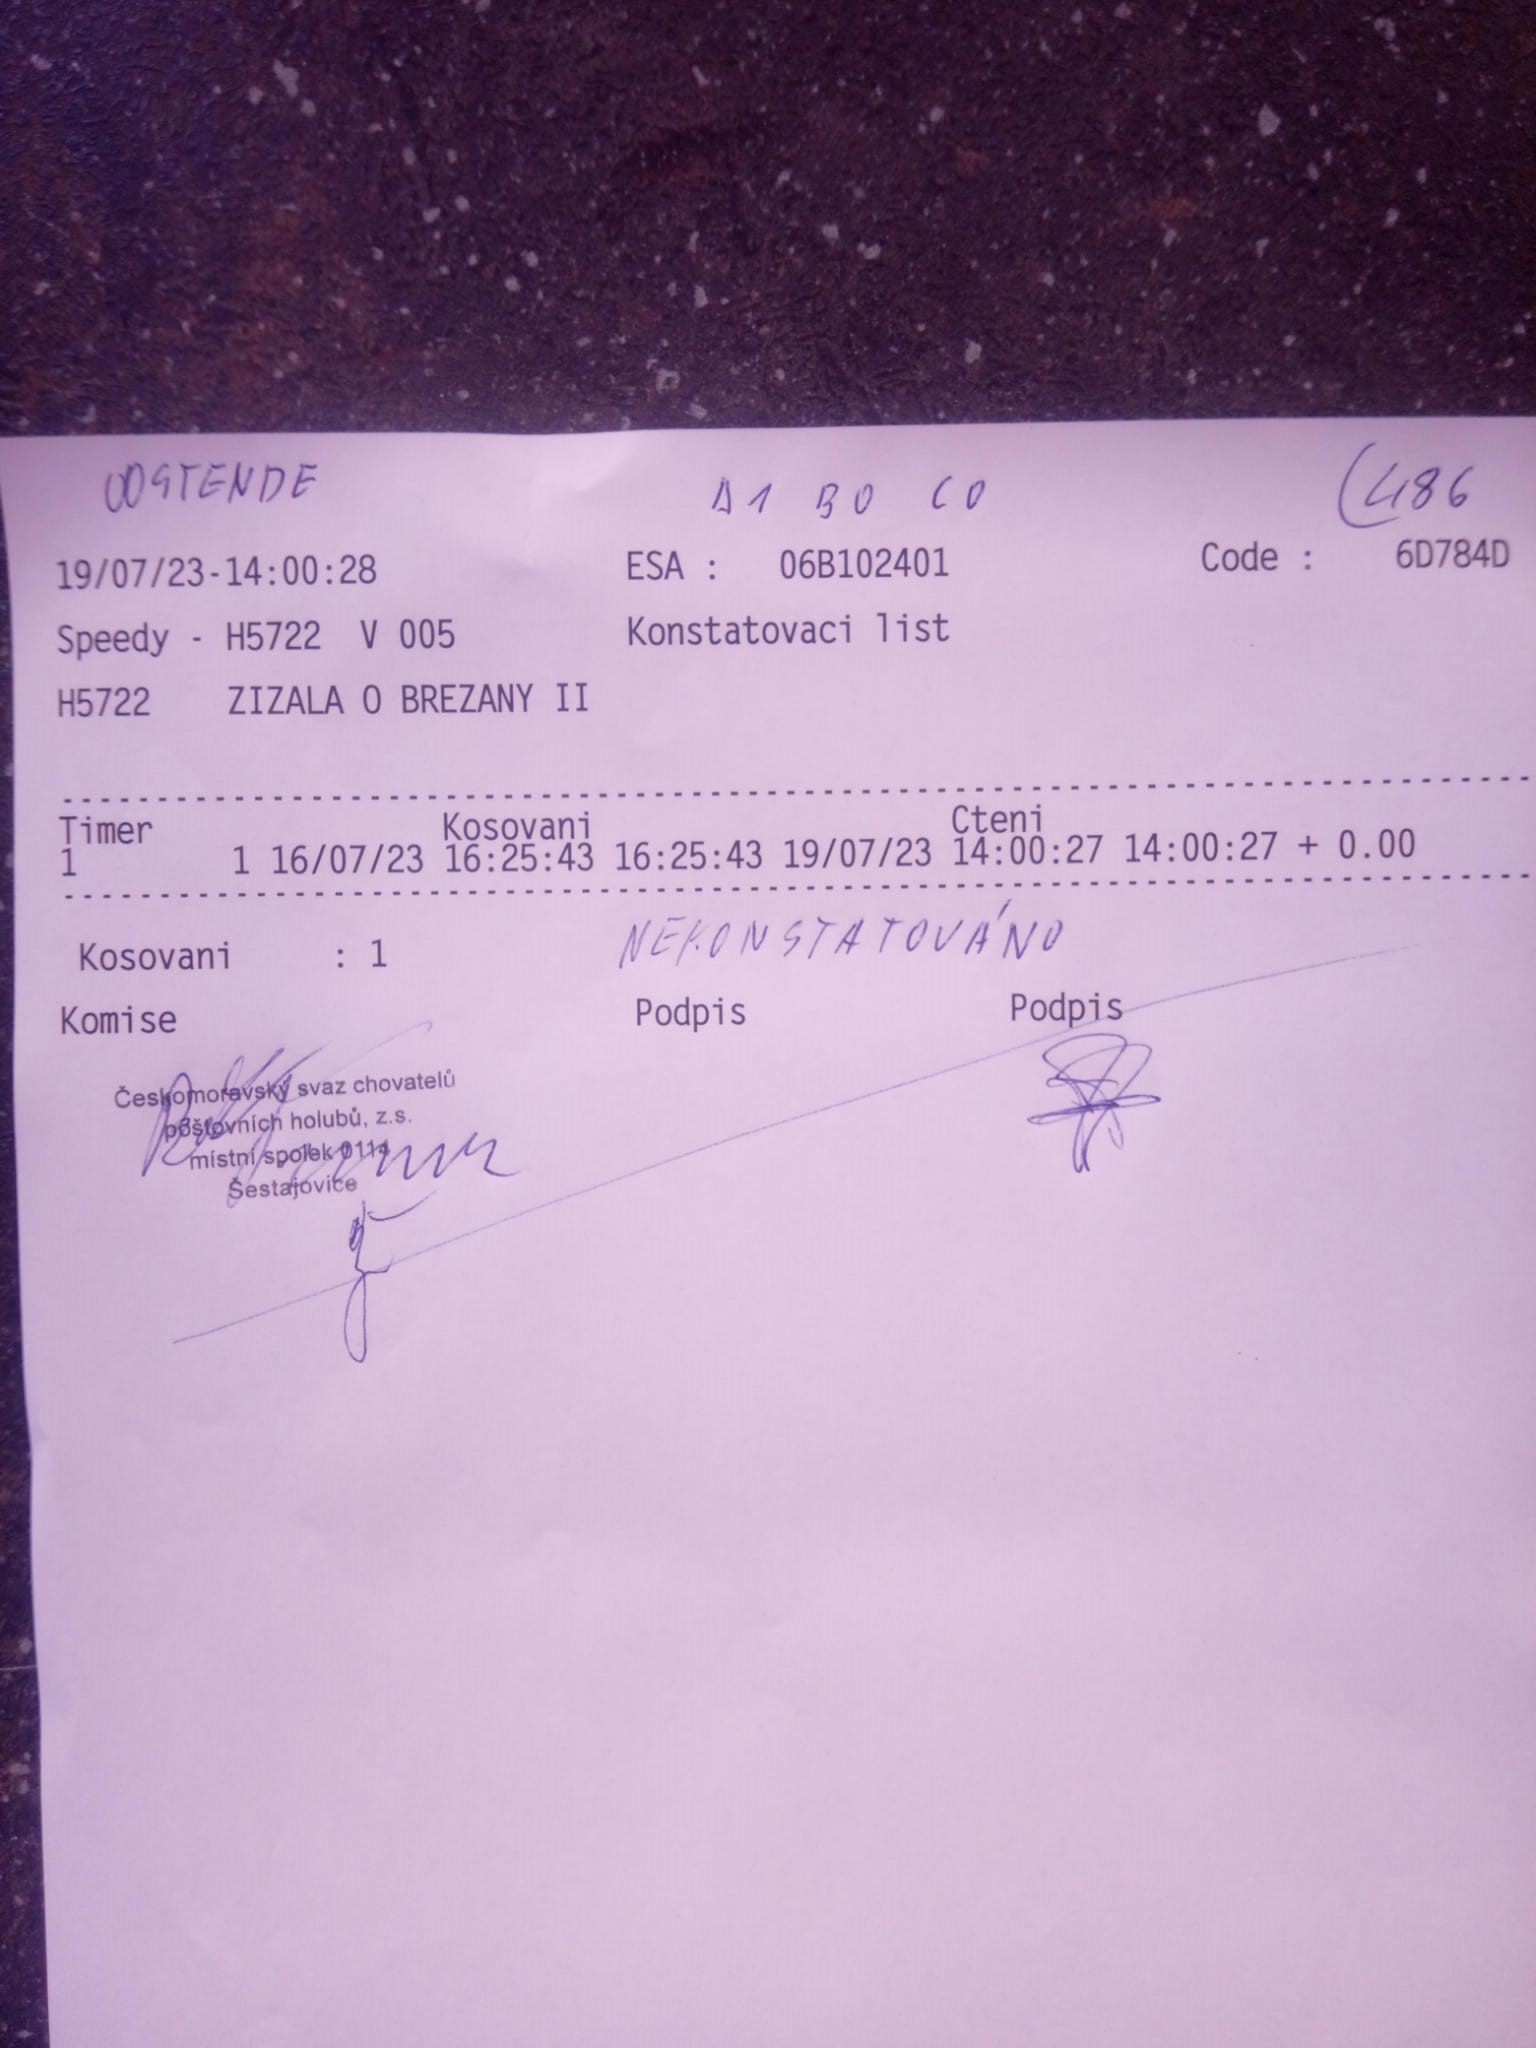 OOSTENDE A1 B0 C0 486
19/07/23-14:00:28 ESA : 06B102401 Code : 6D784D
Speedy - H5722 V 005 Konstatovaci list
H5722 ZIZALA O BREZANY II
Timer Kosovani Cteni
1 1 16/07/23 16:25:43 16:25:43 19/07/23 14:00:27 14:00:27 + 0.00
Kosovani : 1 NEKONSTATOVÁNO
Komise Podpis Podpis
Českomoravský svaz chovatelů
poštovních holubů, z.s.
místní spolek 0114
Šestajovice